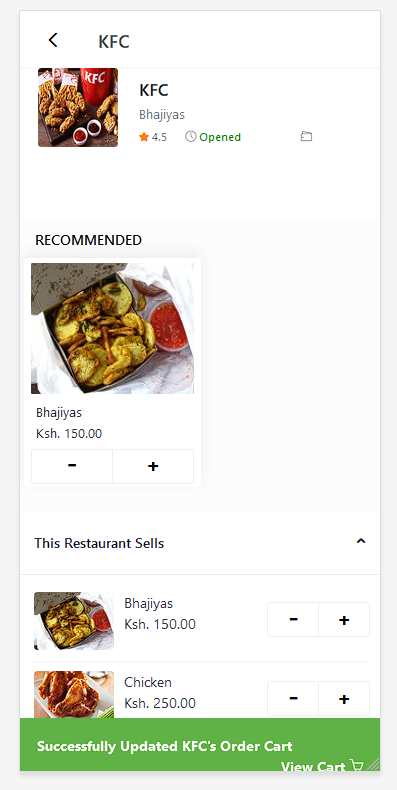 KFC
KFC
KFC
Bhajiyas
4.5 Opened
RECOMMENDED
Bhajiyas
Ksh. 150.00
- +
This Restaurant Sells
Bhajiyas
Ksh. 150.00
- +
Chicken
Ksh. 250.00
- +
Successfully Updated KFC's Order Cart
View Cart